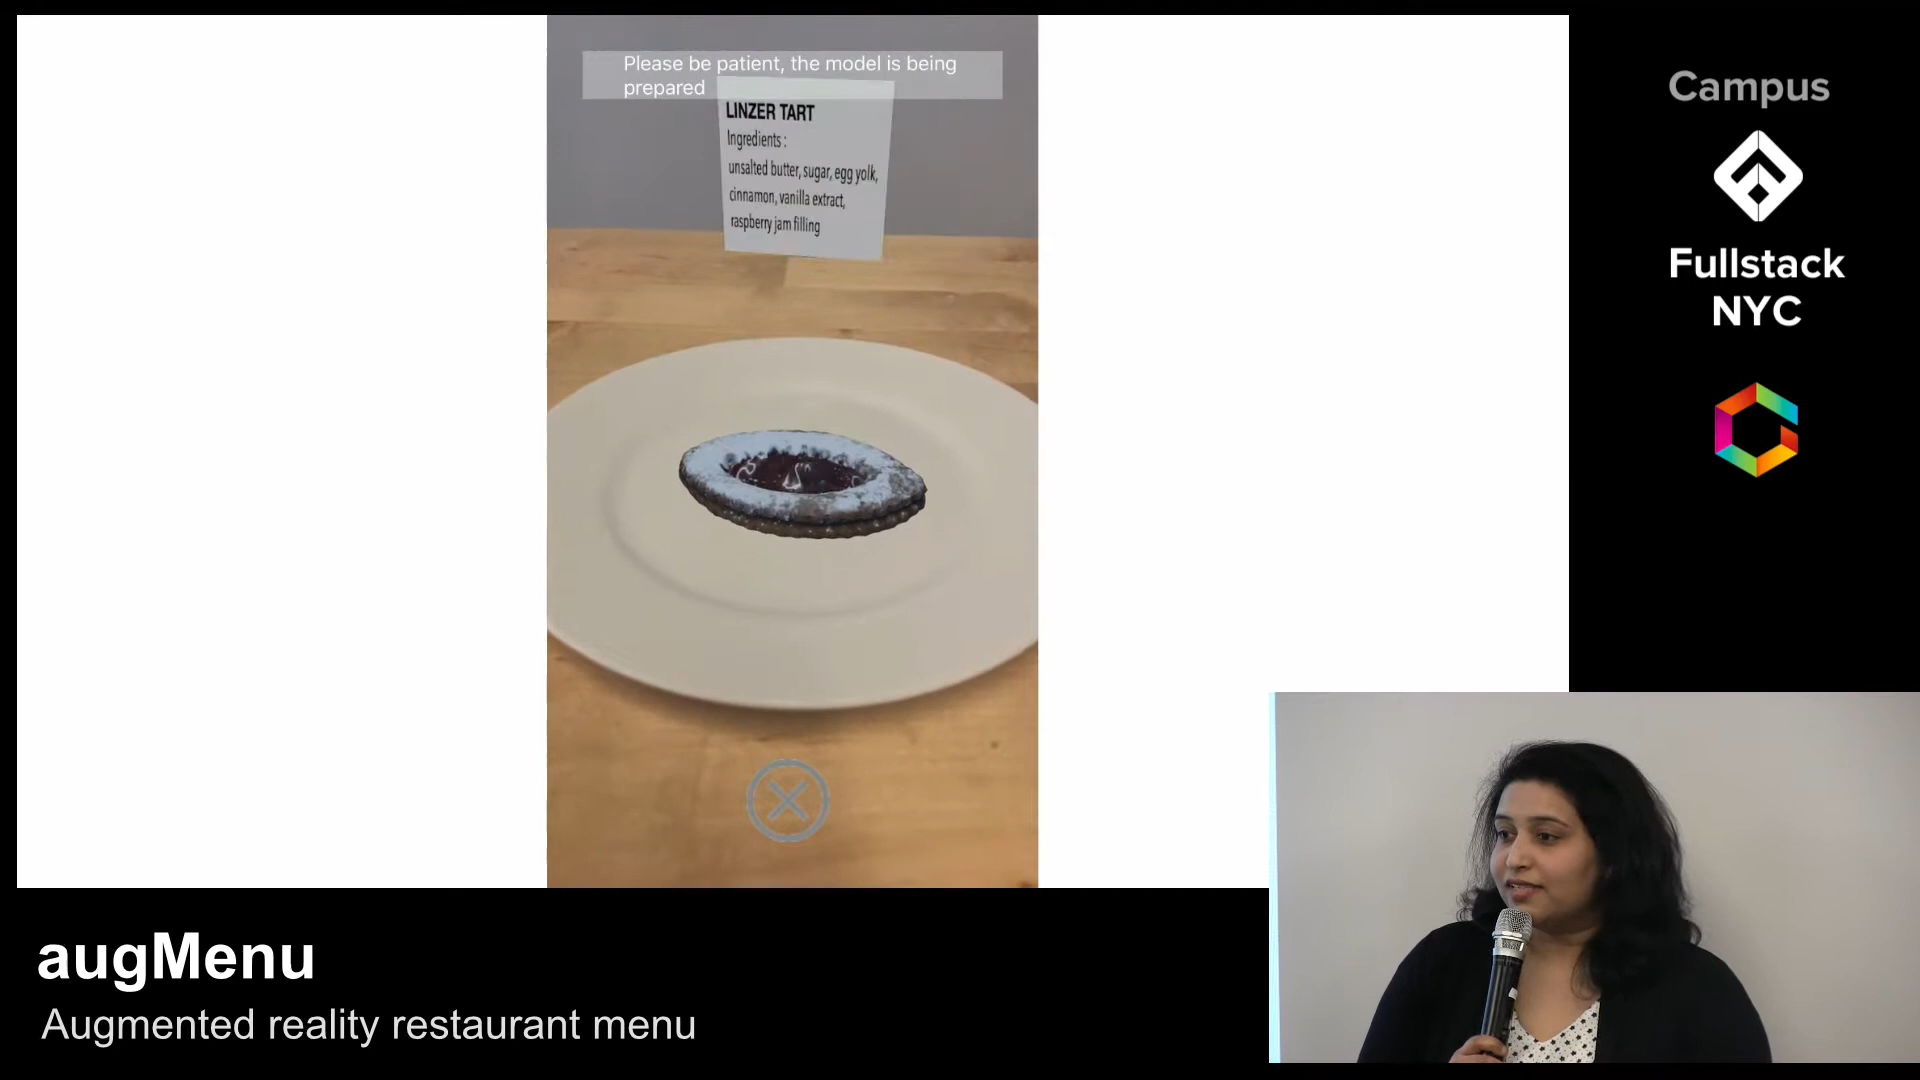 Please be patient, the model is being
prepared
LINZER TART
Ingredients :
unsalted butter, sugar, egg yolk,
cinnamon, vanilla extract,
raspberry jam filling
Campus
Fullstack
NYC
augMenu
Augmented reality restaurant menu